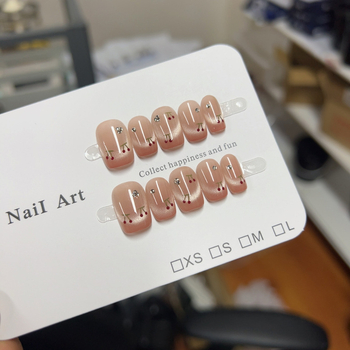 Collect happiness and fun
Nail Art
☐XS ☐S ☐M ☐L